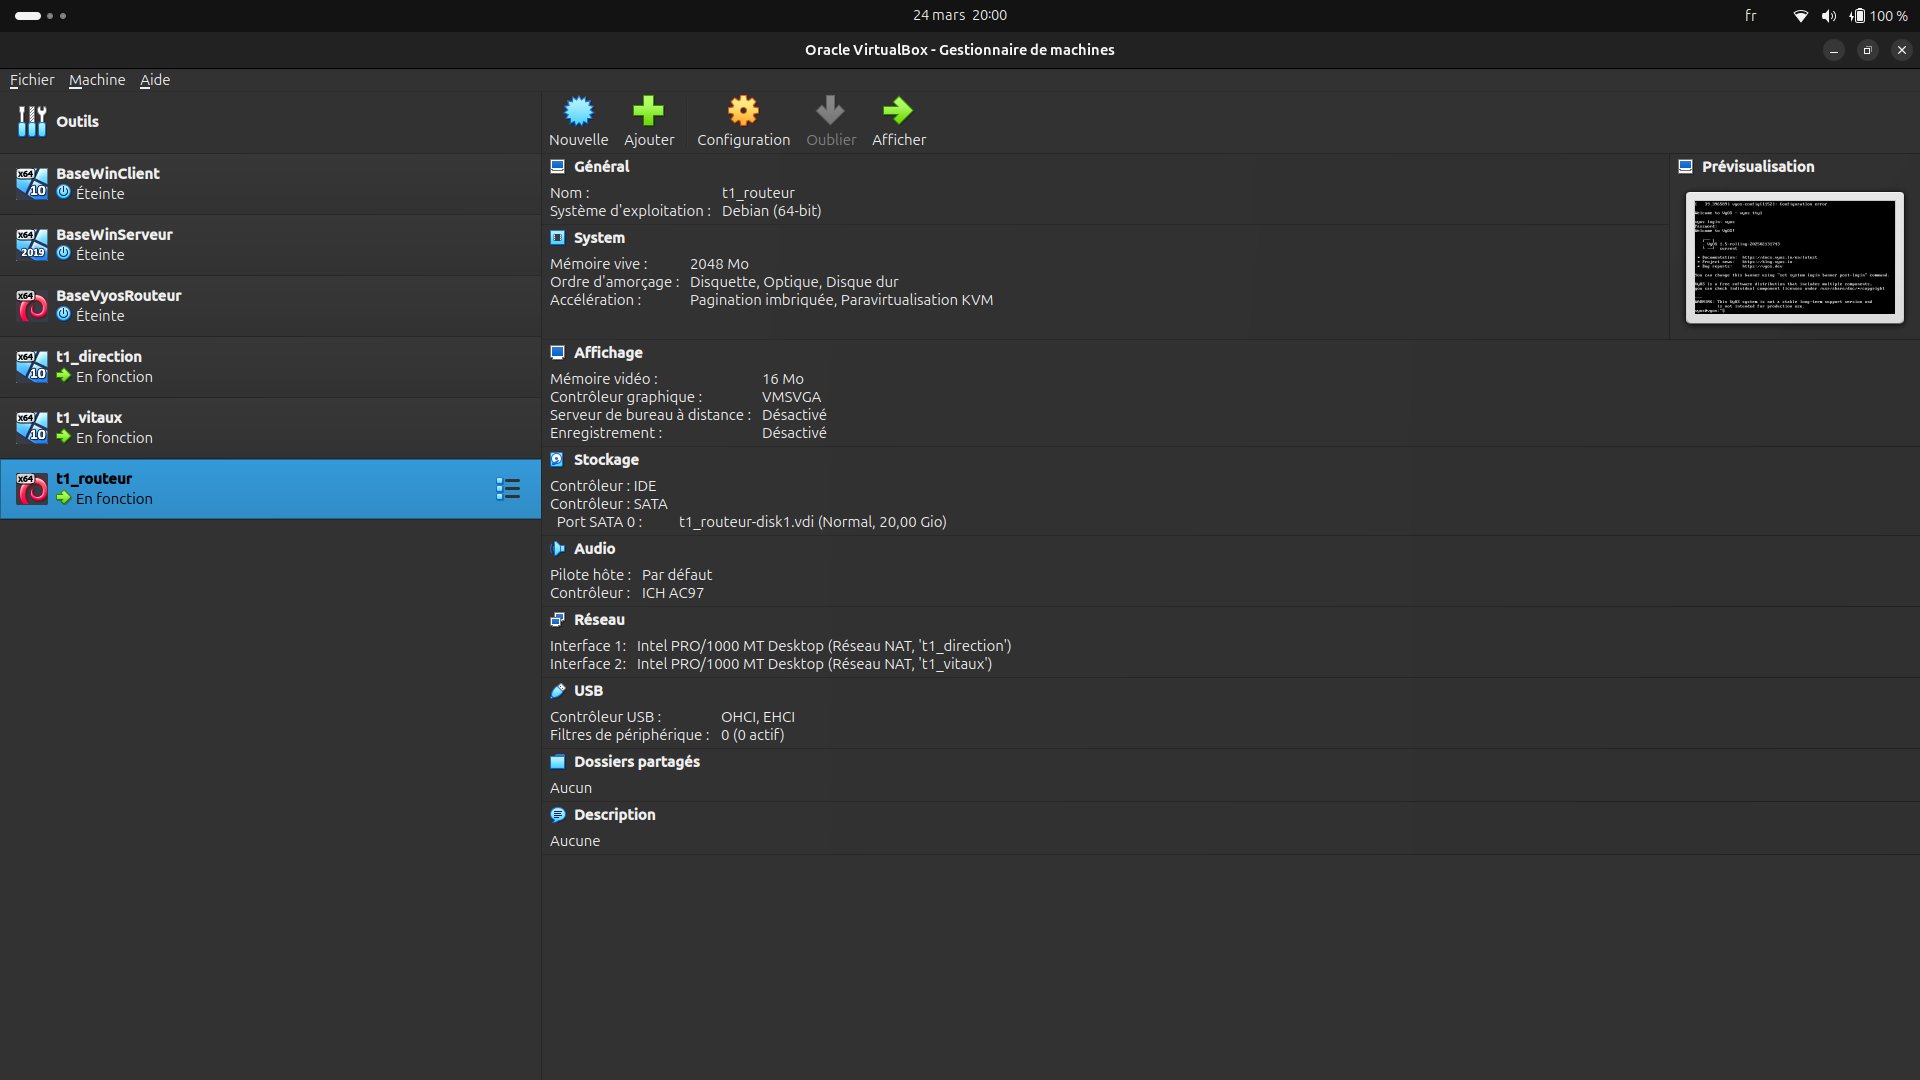 24 mars 20:00
fr
100 %
Oracle VirtualBox - Gestionnaire de machines
Fichier Machine Aide
Outils
BaseWinClient
Éteinte
BaseWinServeur
Éteinte
BaseVyosRouteur
Éteinte
t1_direction
En fonction
t1_vitaux
En fonction
t1_routeur
En fonction
x64
10
x64
2019
x64
x64
10
x64
10
x64
Nouvelle Ajouter Configuration Oublier Afficher
Général
Nom : t1_routeur
Système d'exploitation : Debian (64-bit)
System
Mémoire vive : 2048 Mo
Ordre d'amorçage : Disquette, Optique, Disque dur
Accélération : Pagination imbriquée, Paravirtualisation KVM
Prévisualisation
Welcome to VyOS!
Affichage
Mémoire vidéo : 16 Mo
Contrôleur graphique : VMSVGA
Serveur de bureau à distance : Désactivé
Enregistrement : Désactivé
Stockage
Contrôleur : IDE
Contrôleur : SATA
Port SATA 0 : t1_routeur-disk1.vdi (Normal, 20,00 Gio)
Audio
Pilote hôte : Par défaut
Contrôleur : ICH AC97
Réseau
Interface 1: Intel PRO/1000 MT Desktop (Réseau NAT, 't1_direction')
Interface 2: Intel PRO/1000 MT Desktop (Réseau NAT, 't1_vitaux')
USB
Contrôleur USB : OHCI, EHCI
Filtres de périphérique : 0 (0 actif)
Dossiers partagés
Aucun
Description
Aucune